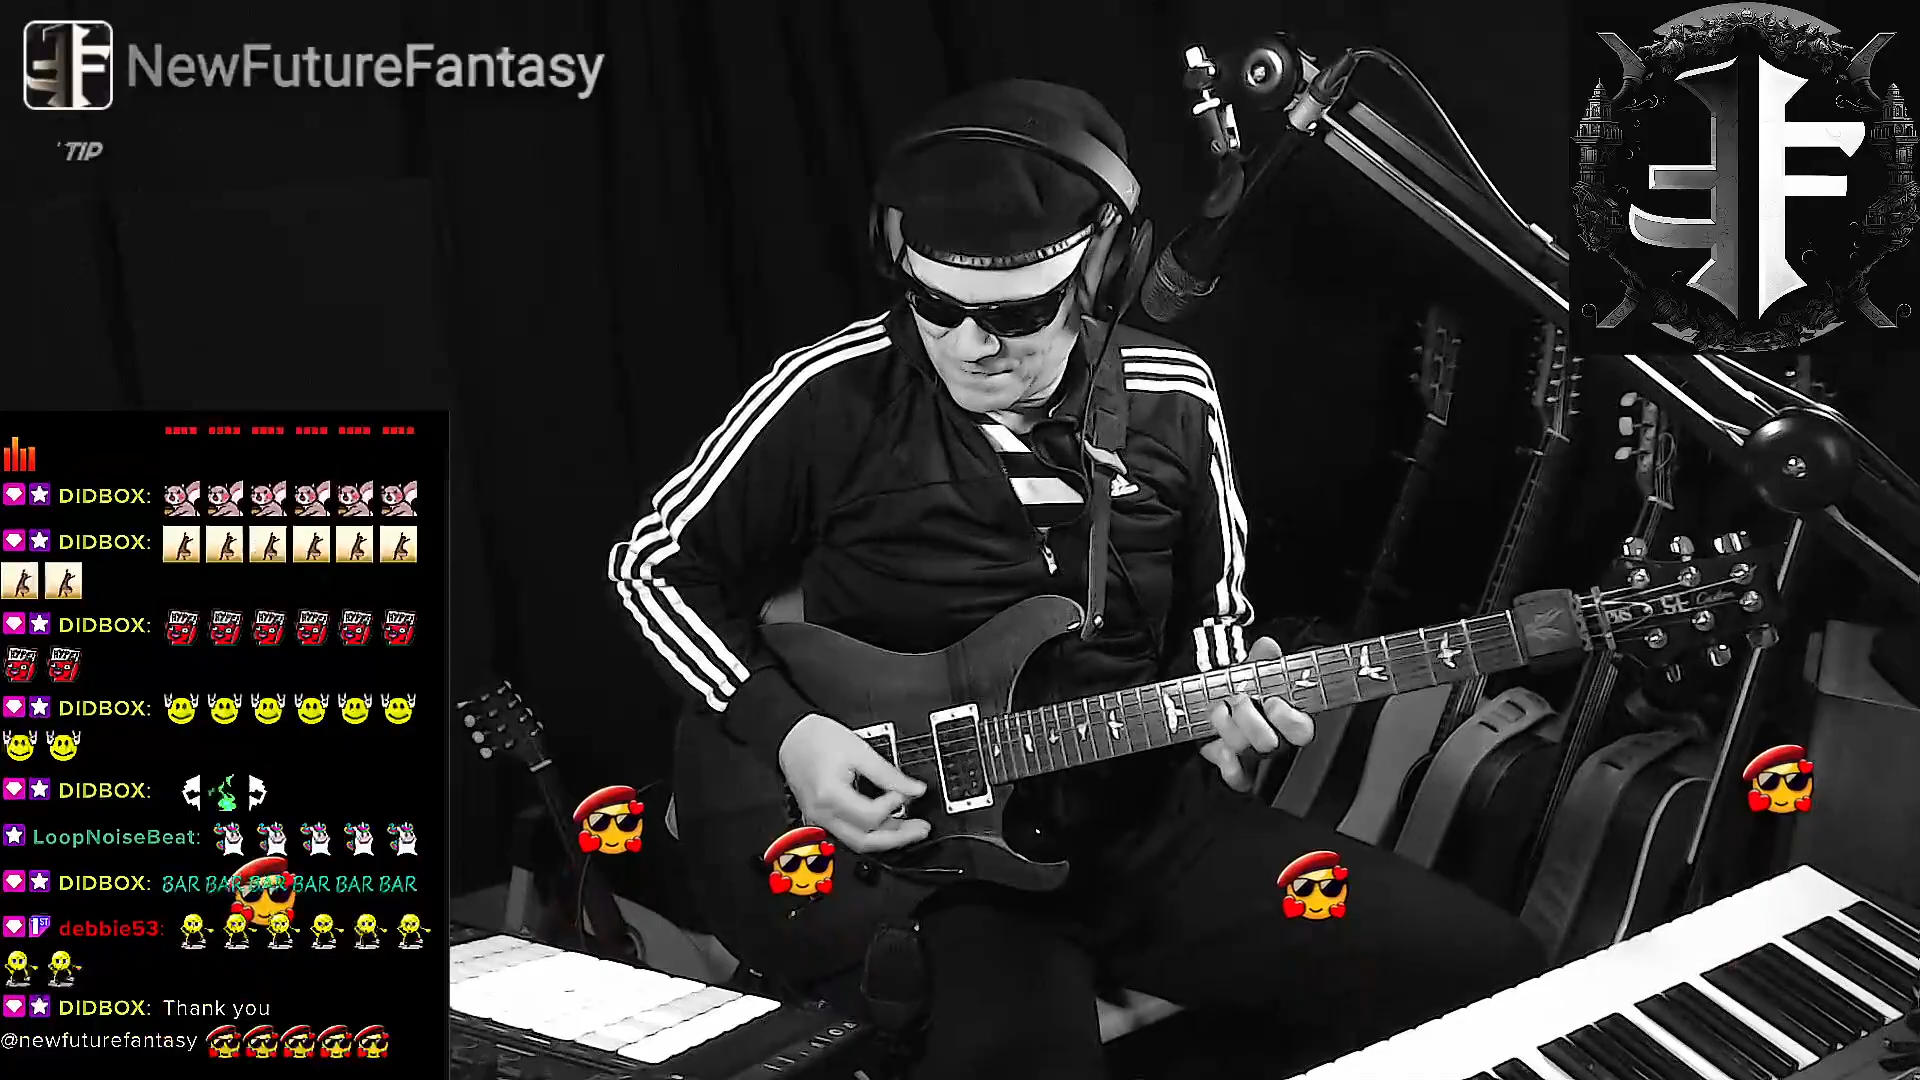 NewFutureFantasy
TIP
DIDBOX:
DIDBOX:
DIDBOX:
DIDBOX:
DIDBOX:
LoopNoiseBeat:
DIDBOX: BAR BAR BAR BAR BAR BAR
debbie53:
DIDBOX: Thank you
@newfuturefantasy